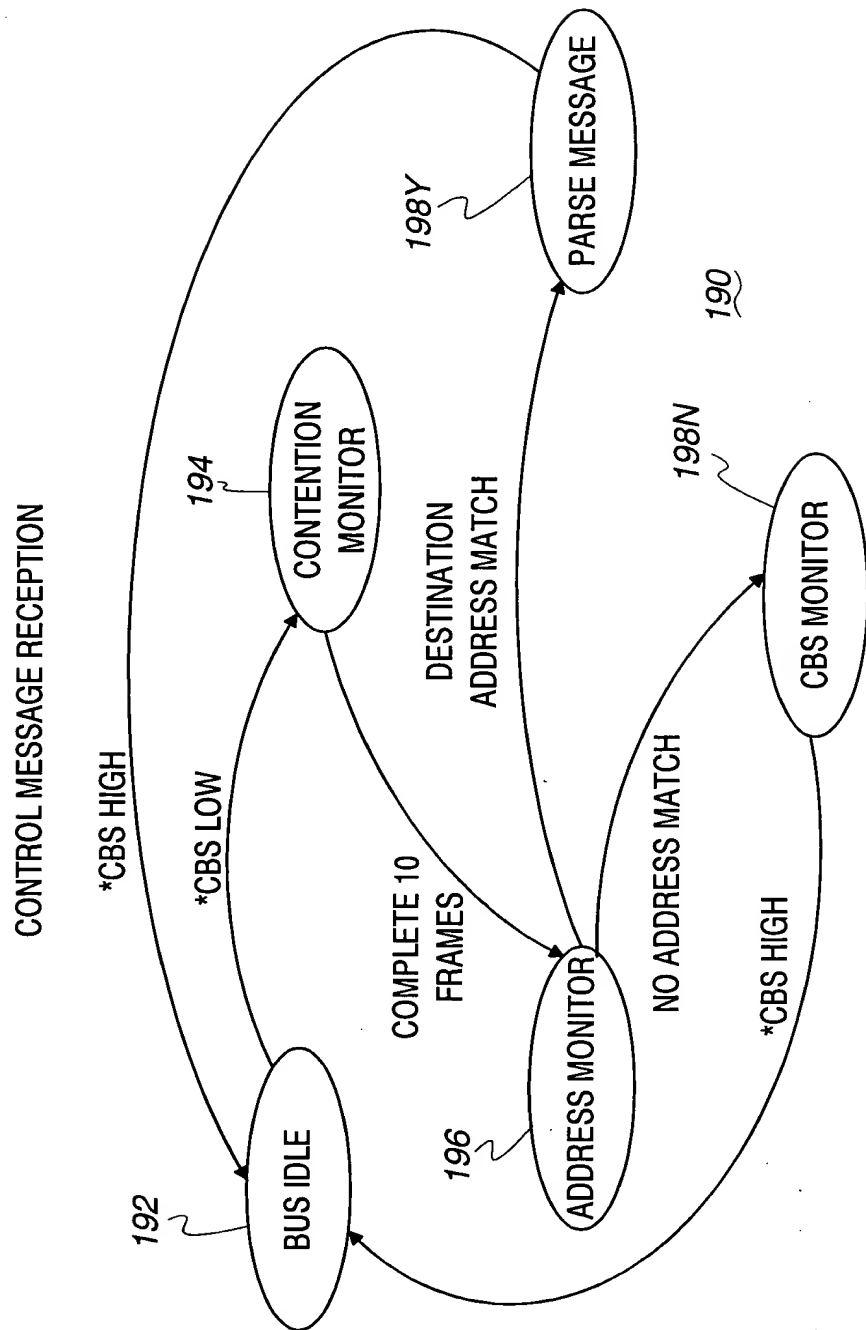 CONTROL MESSAGE RECEPTION
*CBS HIGH
*CBS LOW
194
CONTENTION
MONITOR
192
BUS IDLE
COMPLETE 10
FRAMES
DESTINATION
ADDRESS MATCH
198Y
PARSE MESSAGE
196
ADDRESS MONITOR
NO ADDRESS MATCH
190
198N
CBS MONITOR
*CBS HIGH